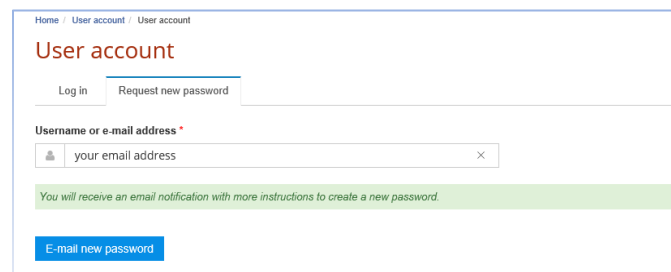 Home / User account / User account
User account
Log in Request new password
Username or e-mail address *
your email address ×
You will receive an email notification with more instructions to create a new password.
E-mail new password